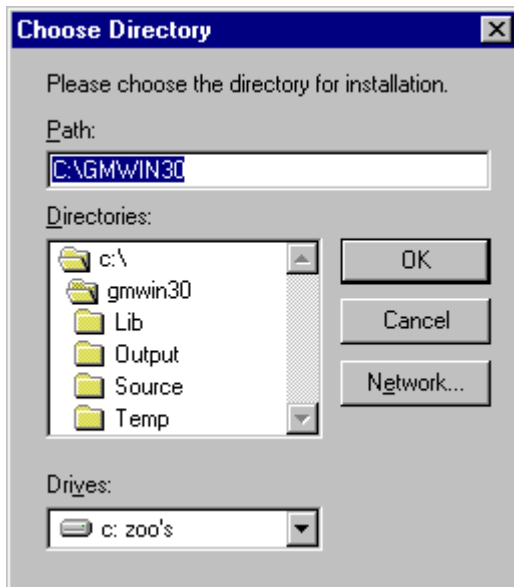 Choose Directory
Please choose the directory for installation.
Path:
C:\GMWIN30
Directories:
c:\
gmwin30
Lib
Output
Source
Temp
OK
Cancel
Network...
Drives:
c: zoo's